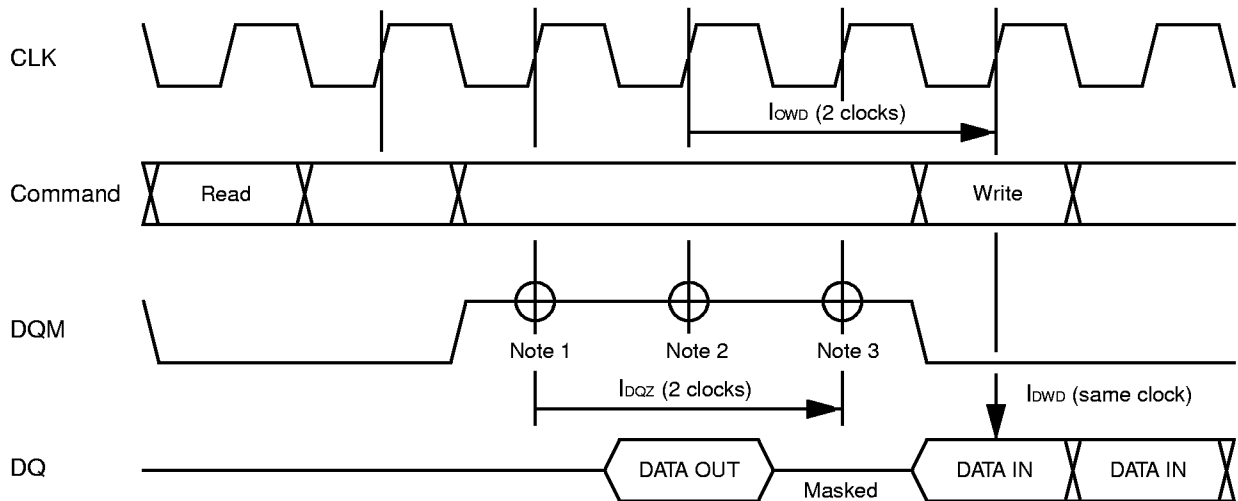 CLK
IOWD (2 clocks)
Command
Read
Write
DQM
Note 1
Note 2
Note 3
IDQZ (2 clocks)
IDWD (same clock)
DQ
DATA OUT
Masked
DATA IN
DATA IN